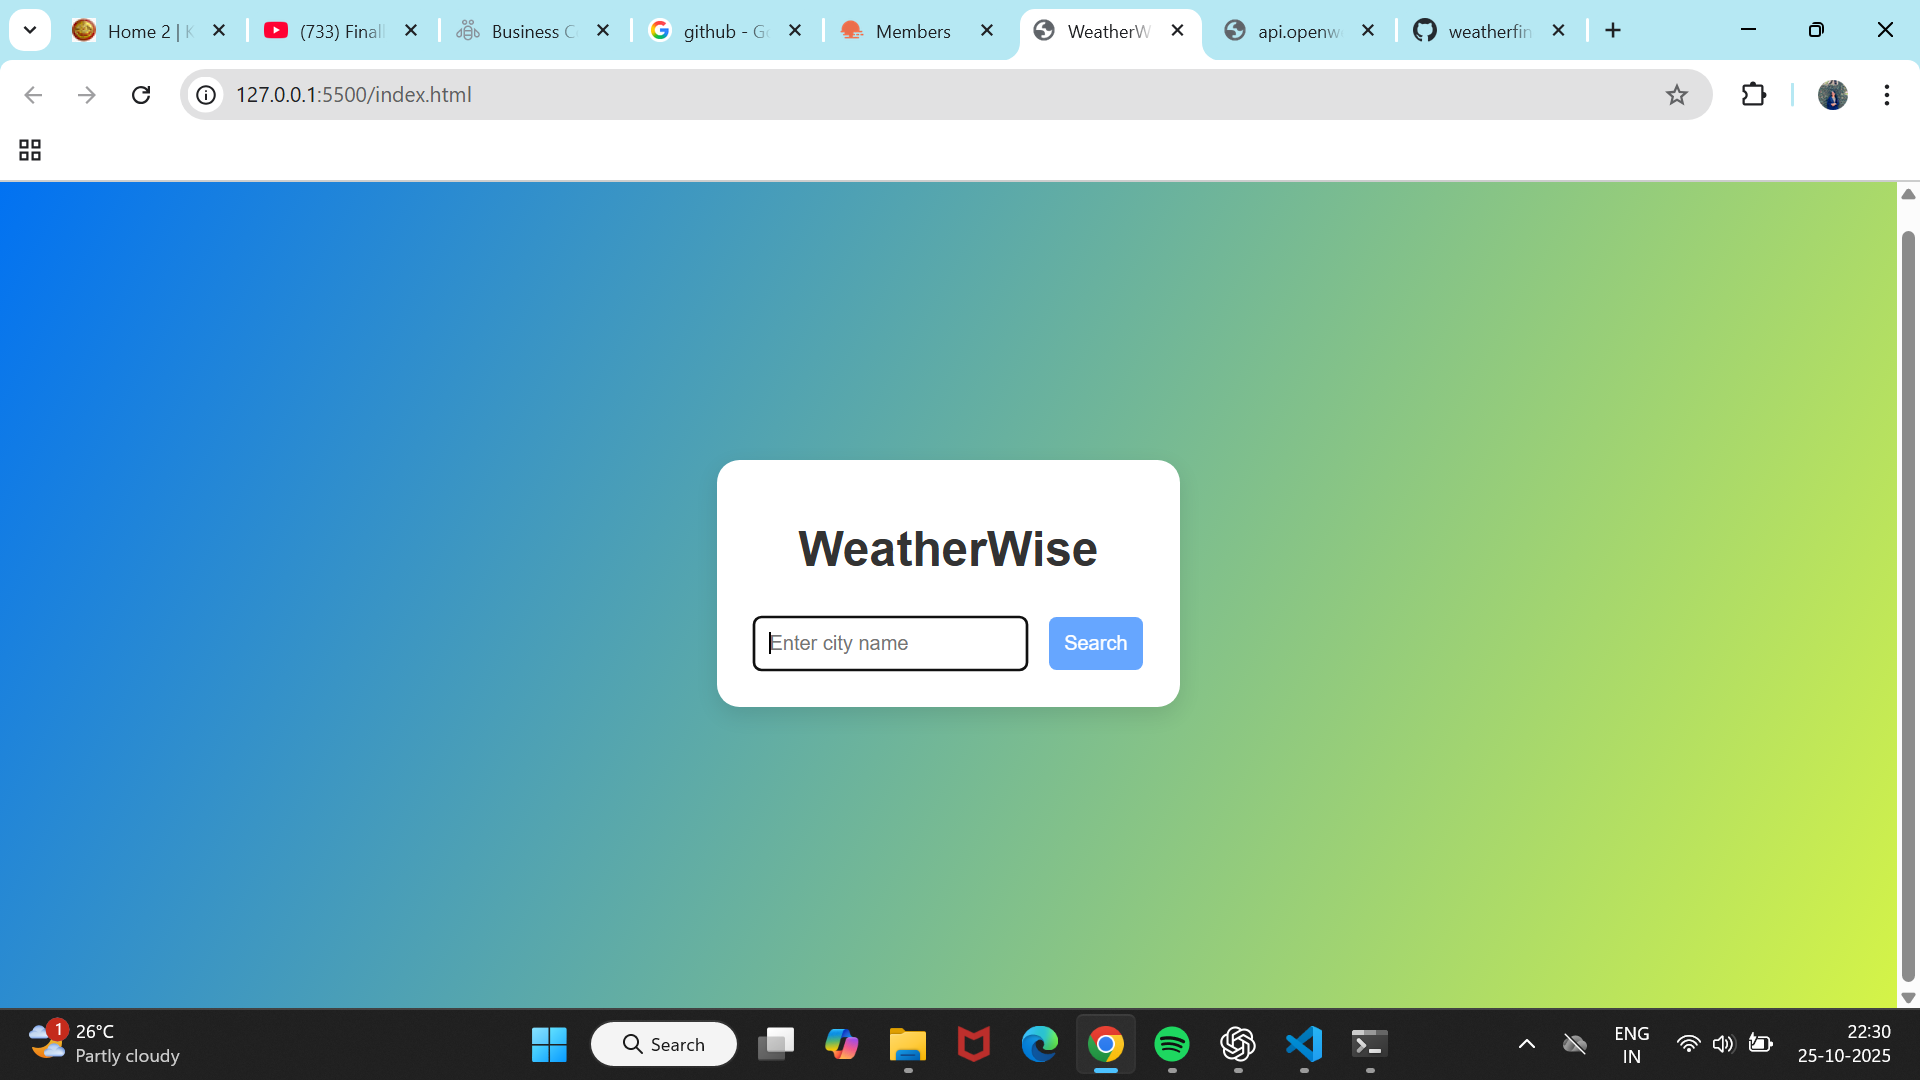 Home 2 | K
(733) Finall
Business C
github - Go
Members
WeatherW
api.openw
weatherfin
127.0.0.1:5500/index.html
WeatherWise
Enter city name
Search
1
26°C
Partly cloudy
Search
ENG
IN
22:30
25-10-2025